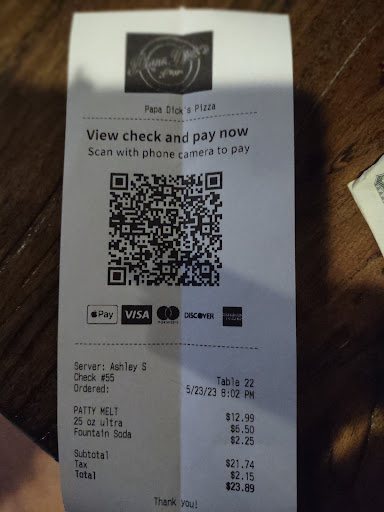 Papa Dick's Pizza
View check and pay now
Scan with phone camera to pay
Pay VISA DISCOVER
Server: Ashley S
Check #55 Table 22
Ordered: 5/23/23 8:02 PM
PATTY MELT $12.99
25 oz ultra $6.50
Fountain Soda $2.25
Subtotal $21.74
Tax $2.15
Total $23.89
Thank you!